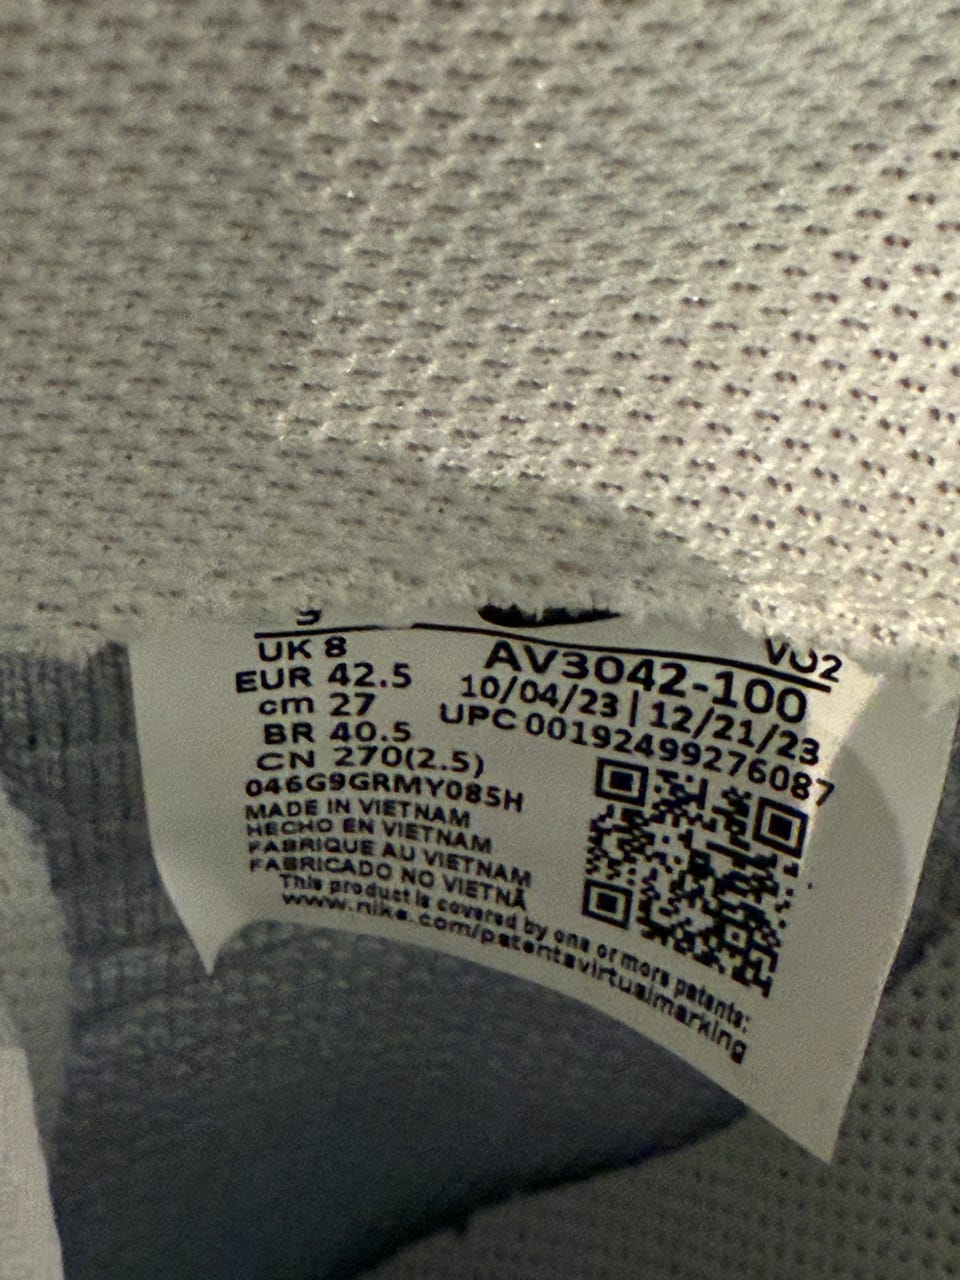 9
UK 8
EUR 42.5
cm 27
BR 40.5
CN 270(2.5)
046G9GRMY085H
MADE IN VIETNAM
HECHO EN VIETNAM
FABRIQUE AU VIETNAM
FABRICADO NO VIETNÃ
This product is covered by one or more patents:
www.nike.com/patentsvirtualmarking
AV3042-100
10/04/23 | 12/21/23
UPC 00192499276087